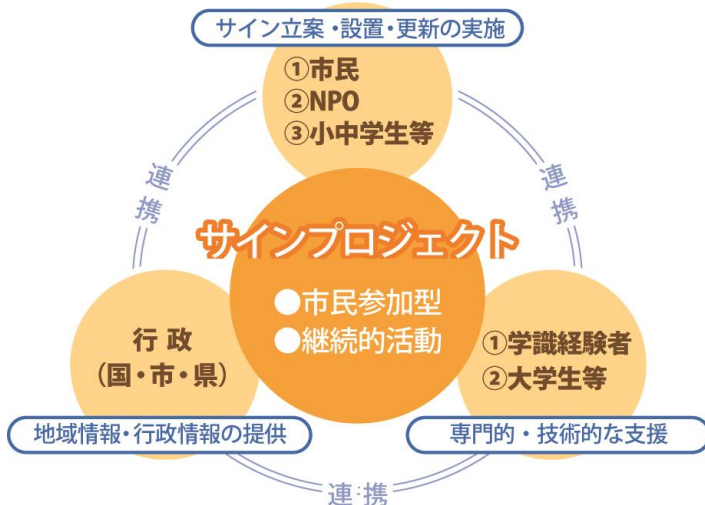 サイン立案・設置・更新の実施
①市民
②NPO
③小中学生等
連携
連携
サインプロジェクト
●市民参加型
●継続的活動
行政
(国・市・県)
地域情報・行政情報の提供
①学識経験者
②大学生等
専門的・技術的な支援
連携